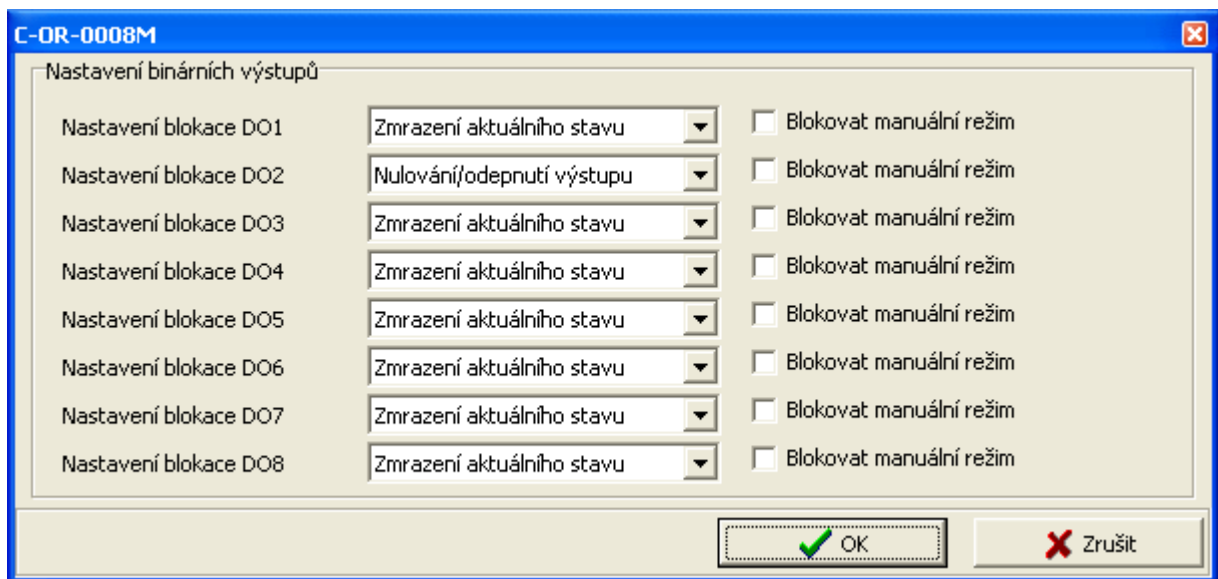 C-OR-0008M
Nastavení binárních výstupů
Nastavení blokace DO1 Zmrazení aktuálního stavu Blokovat manuální režim
Nastavení blokace DO2 Nulování/odepnutí výstupu Blokovat manuální režim
Nastavení blokace DO3 Zmrazení aktuálního stavu Blokovat manuální režim
Nastavení blokace DO4 Zmrazení aktuálního stavu Blokovat manuální režim
Nastavení blokace DO5 Zmrazení aktuálního stavu Blokovat manuální režim
Nastavení blokace DO6 Zmrazení aktuálního stavu Blokovat manuální režim
Nastavení blokace DO7 Zmrazení aktuálního stavu Blokovat manuální režim
Nastavení blokace DO8 Zmrazení aktuálního stavu Blokovat manuální režim
OK Zrušit